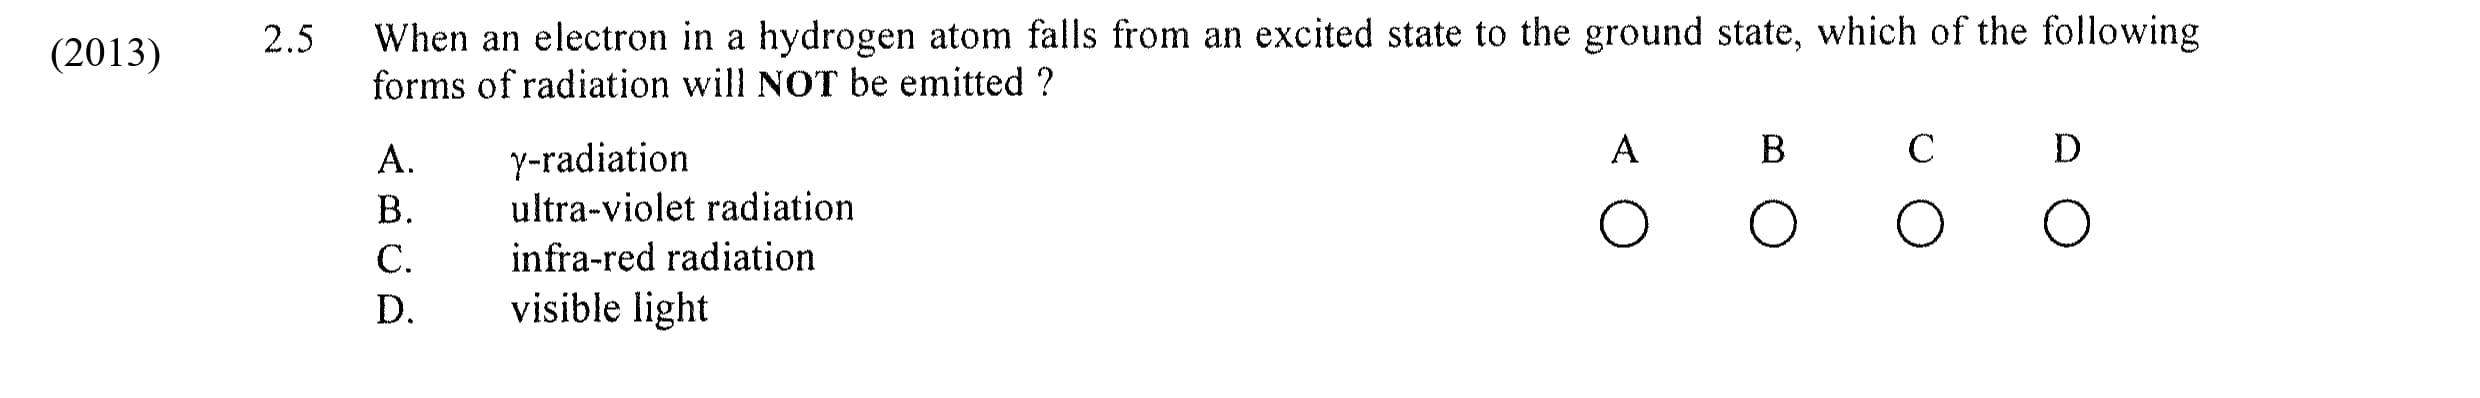 (2013) 2.5 When an electron in a hydrogen atom falls from an excited state to the ground state, which of the following
forms of radiation will NOT be emitted ?
A. γ-radiation
B. ultra-violet radiation
C. infra-red radiation
D. visible light
A B C D